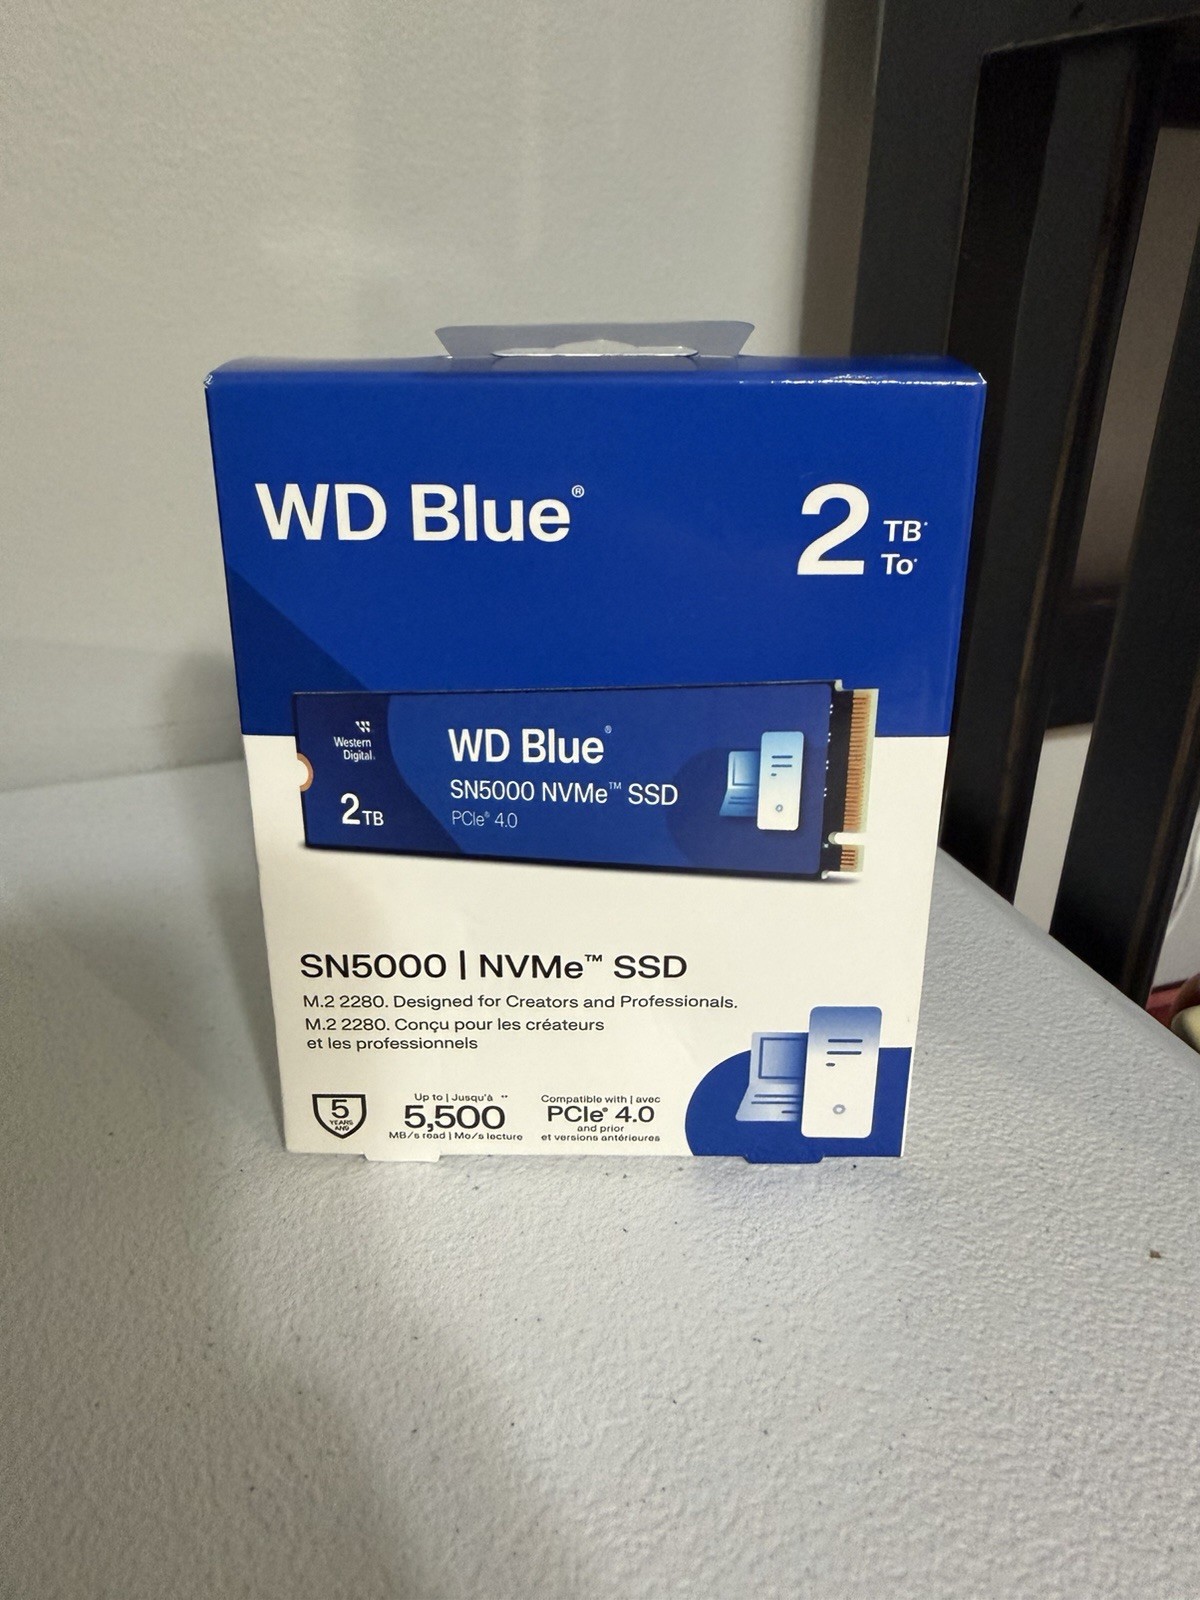 WD Blue®
2 TB*
To*
Western
Digital®
2TB
WD Blue®
SN5000 NVMe™ SSD
PCIe® 4.0
SN5000 | NVMe™ SSD
M.2 2280. Designed for Creators and Professionals.
M.2 2280. Conçu pour les créateurs
et les professionnels
5
YEARS
ANS
Up to | Jusqu'à **
5,500
MB/s read | Mo/s lecture
Compatible with | avec
PCIe® 4.0
and prior
et versions antérieures